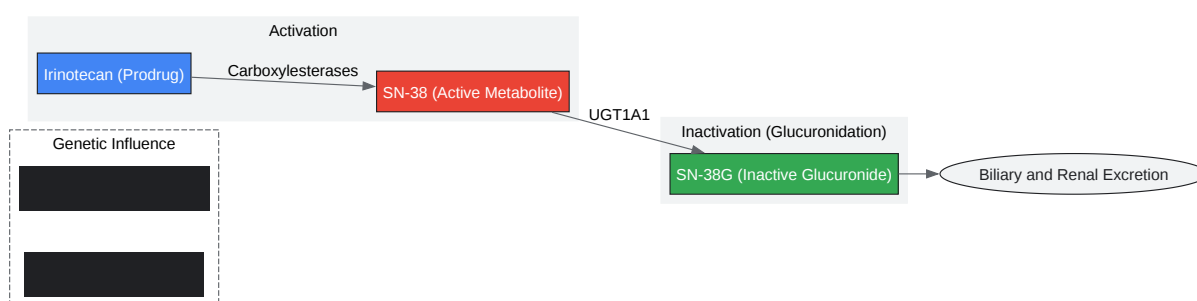 Activation
Irinotecan (Prodrug)
Carboxylesterases
SN-38 (Active Metabolite)
UGT1A1
Genetic Influence
Inactivation (Glucuronidation)
SN-38G (Inactive Glucuronide)
Biliary and Renal Excretion